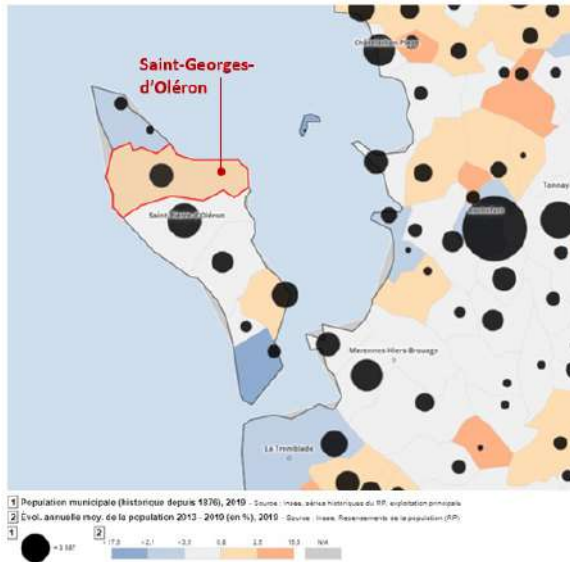 Saint-Georges-
d'Oléron
Saint-Pierre-d'Oléron
Rochefort
Tonnay
Marennes-Hiers-Brouage
La Tremblade
1 Population municipale (historique depuis 1876), 2019 - Source : Insee, séries historiques du RP, exploitation principale
2 Évol. annuelle moy. de la population 2013 - 2019 (en %), 2019 - Source : Insee, Recensements de la population (RP)
1
2
N/A